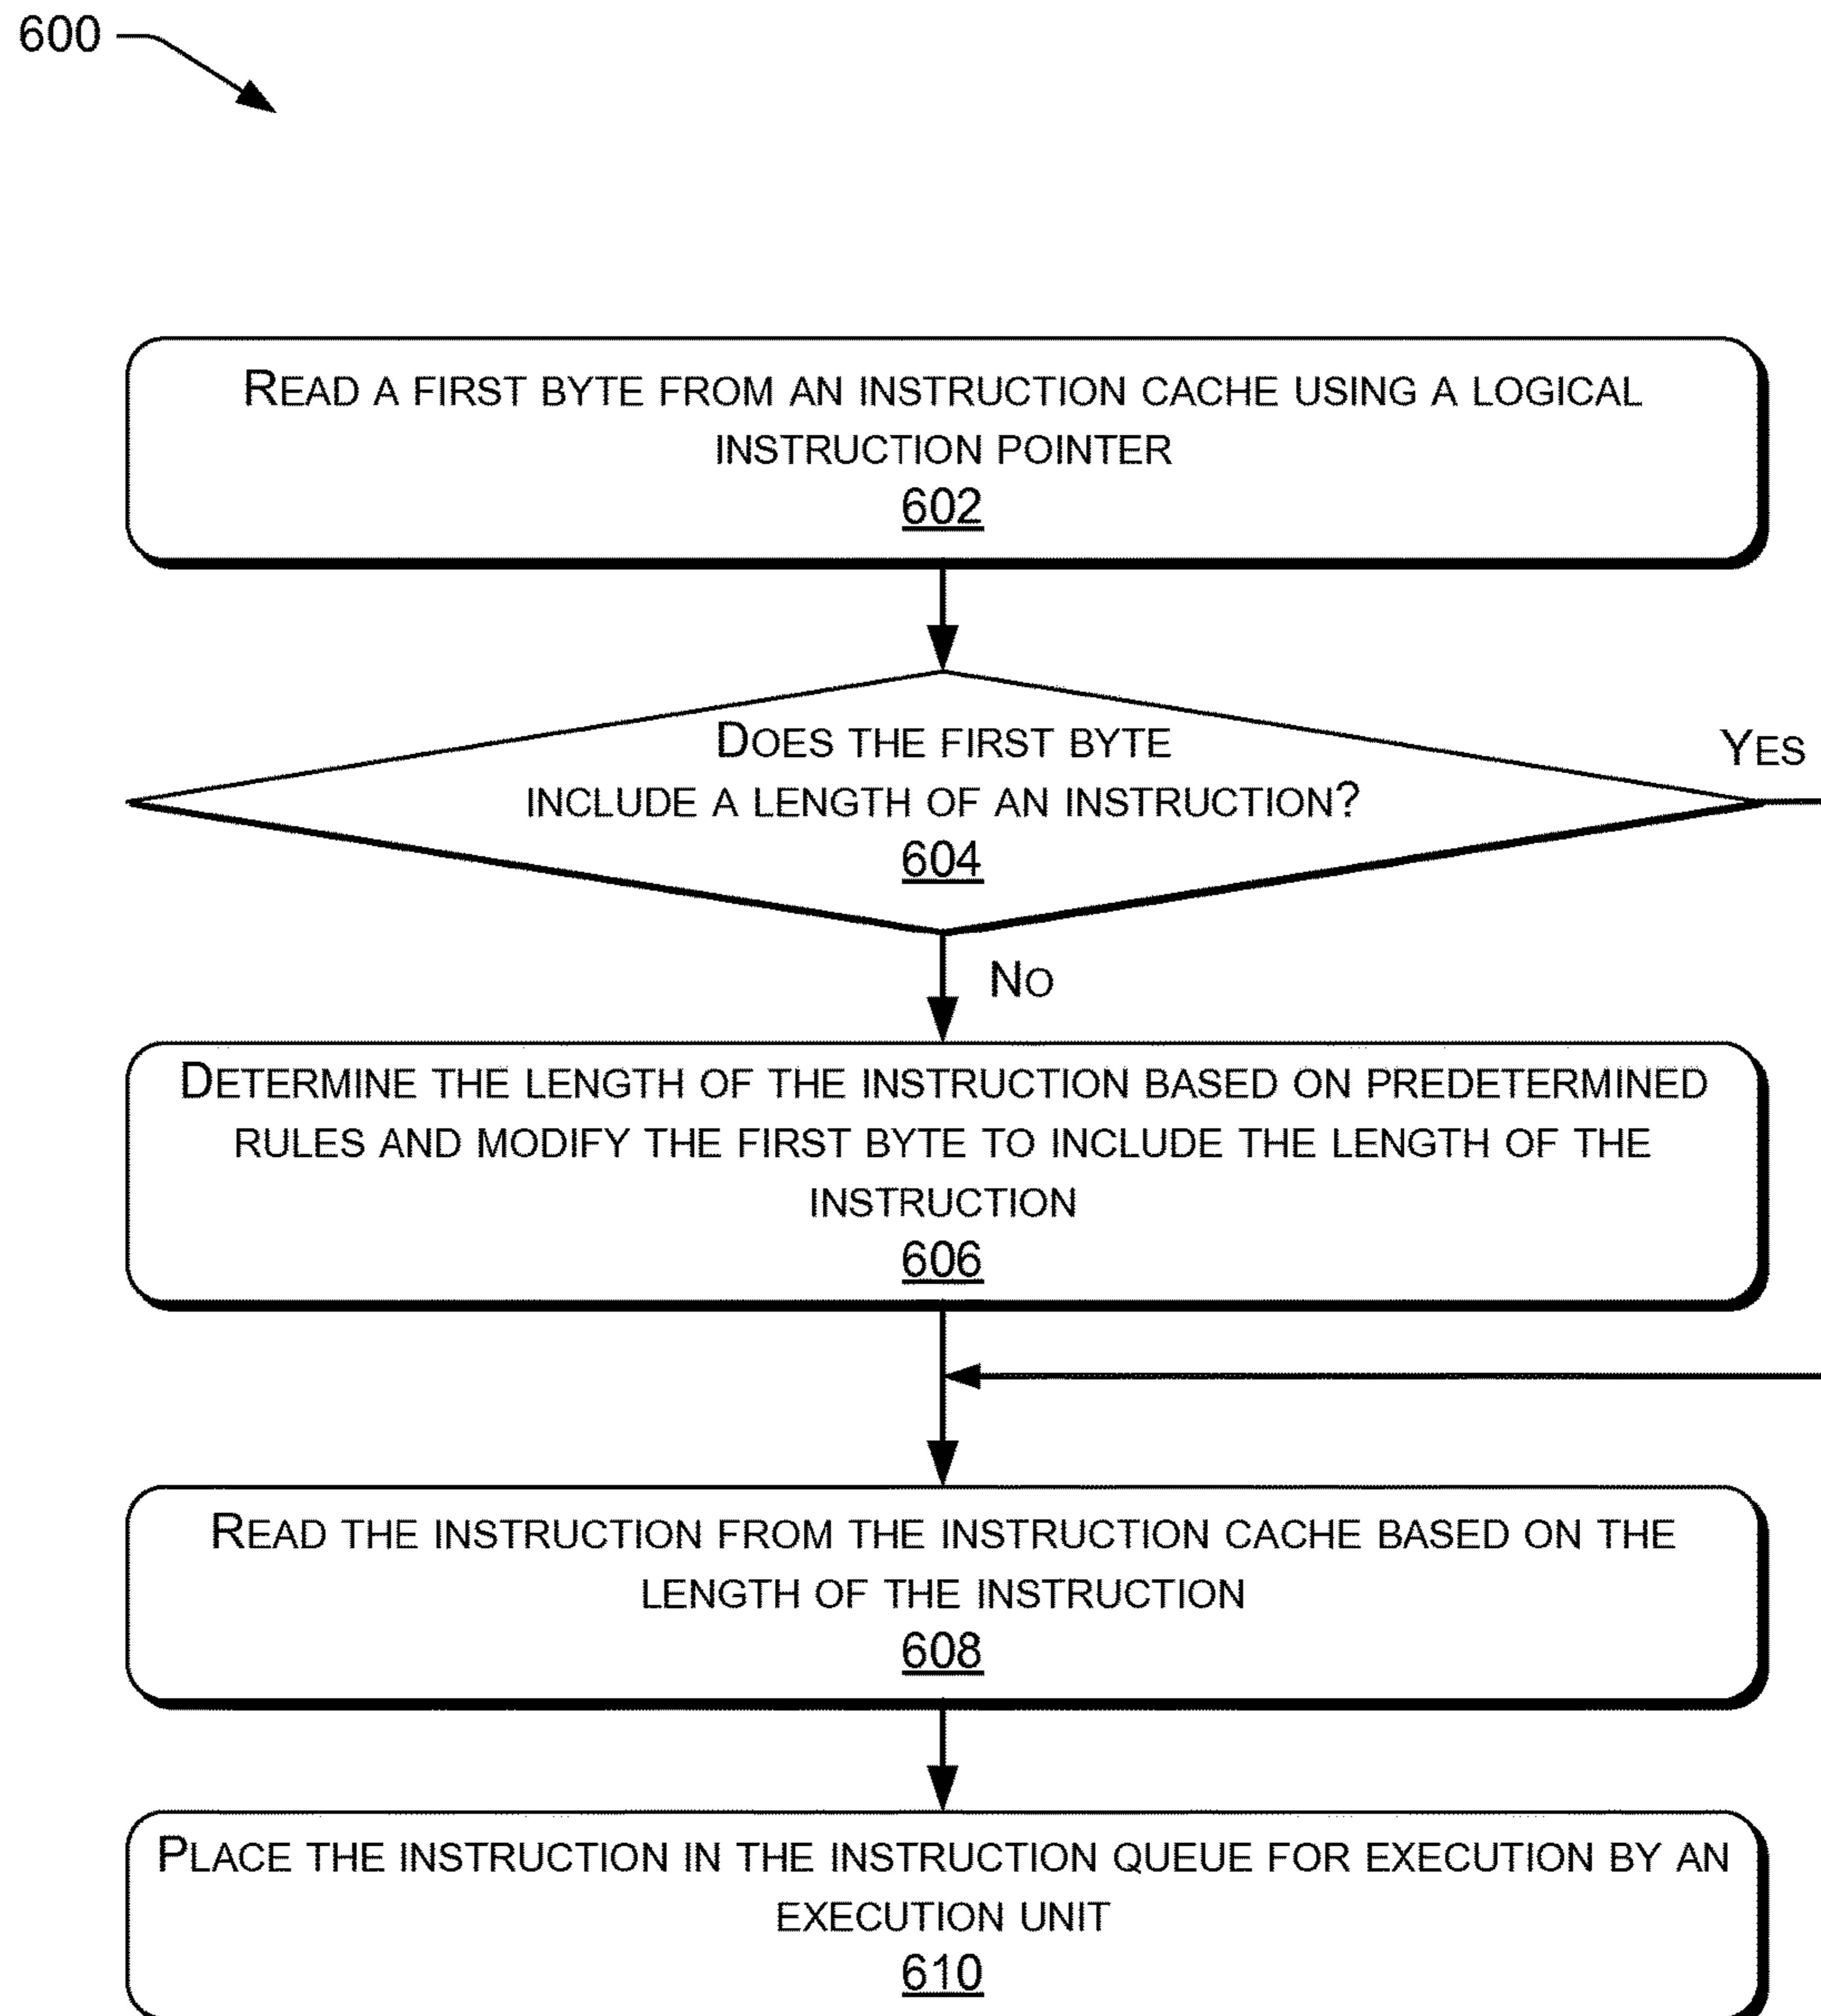 600
READ A FIRST BYTE FROM AN INSTRUCTION CACHE USING A LOGICAL
INSTRUCTION POINTER
602
DOES THE FIRST BYTE
INCLUDE A LENGTH OF AN INSTRUCTION?
604
YES
NO
DETERMINE THE LENGTH OF THE INSTRUCTION BASED ON PREDETERMINED
RULES AND MODIFY THE FIRST BYTE TO INCLUDE THE LENGTH OF THE
INSTRUCTION
606
READ THE INSTRUCTION FROM THE INSTRUCTION CACHE BASED ON THE
LENGTH OF THE INSTRUCTION
608
PLACE THE INSTRUCTION IN THE INSTRUCTION QUEUE FOR EXECUTION BY AN
EXECUTION UNIT
610